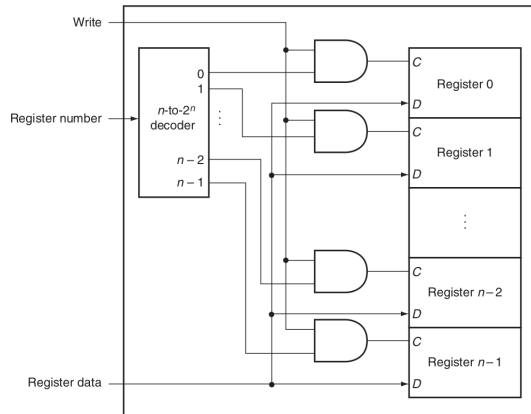 Write
0
1
n-to-2ⁿ
decoder
Register number
n – 2
n – 1
C
Register 0
D
C
Register 1
D
C
Register n – 2
D
C
Register n – 1
D
Register data